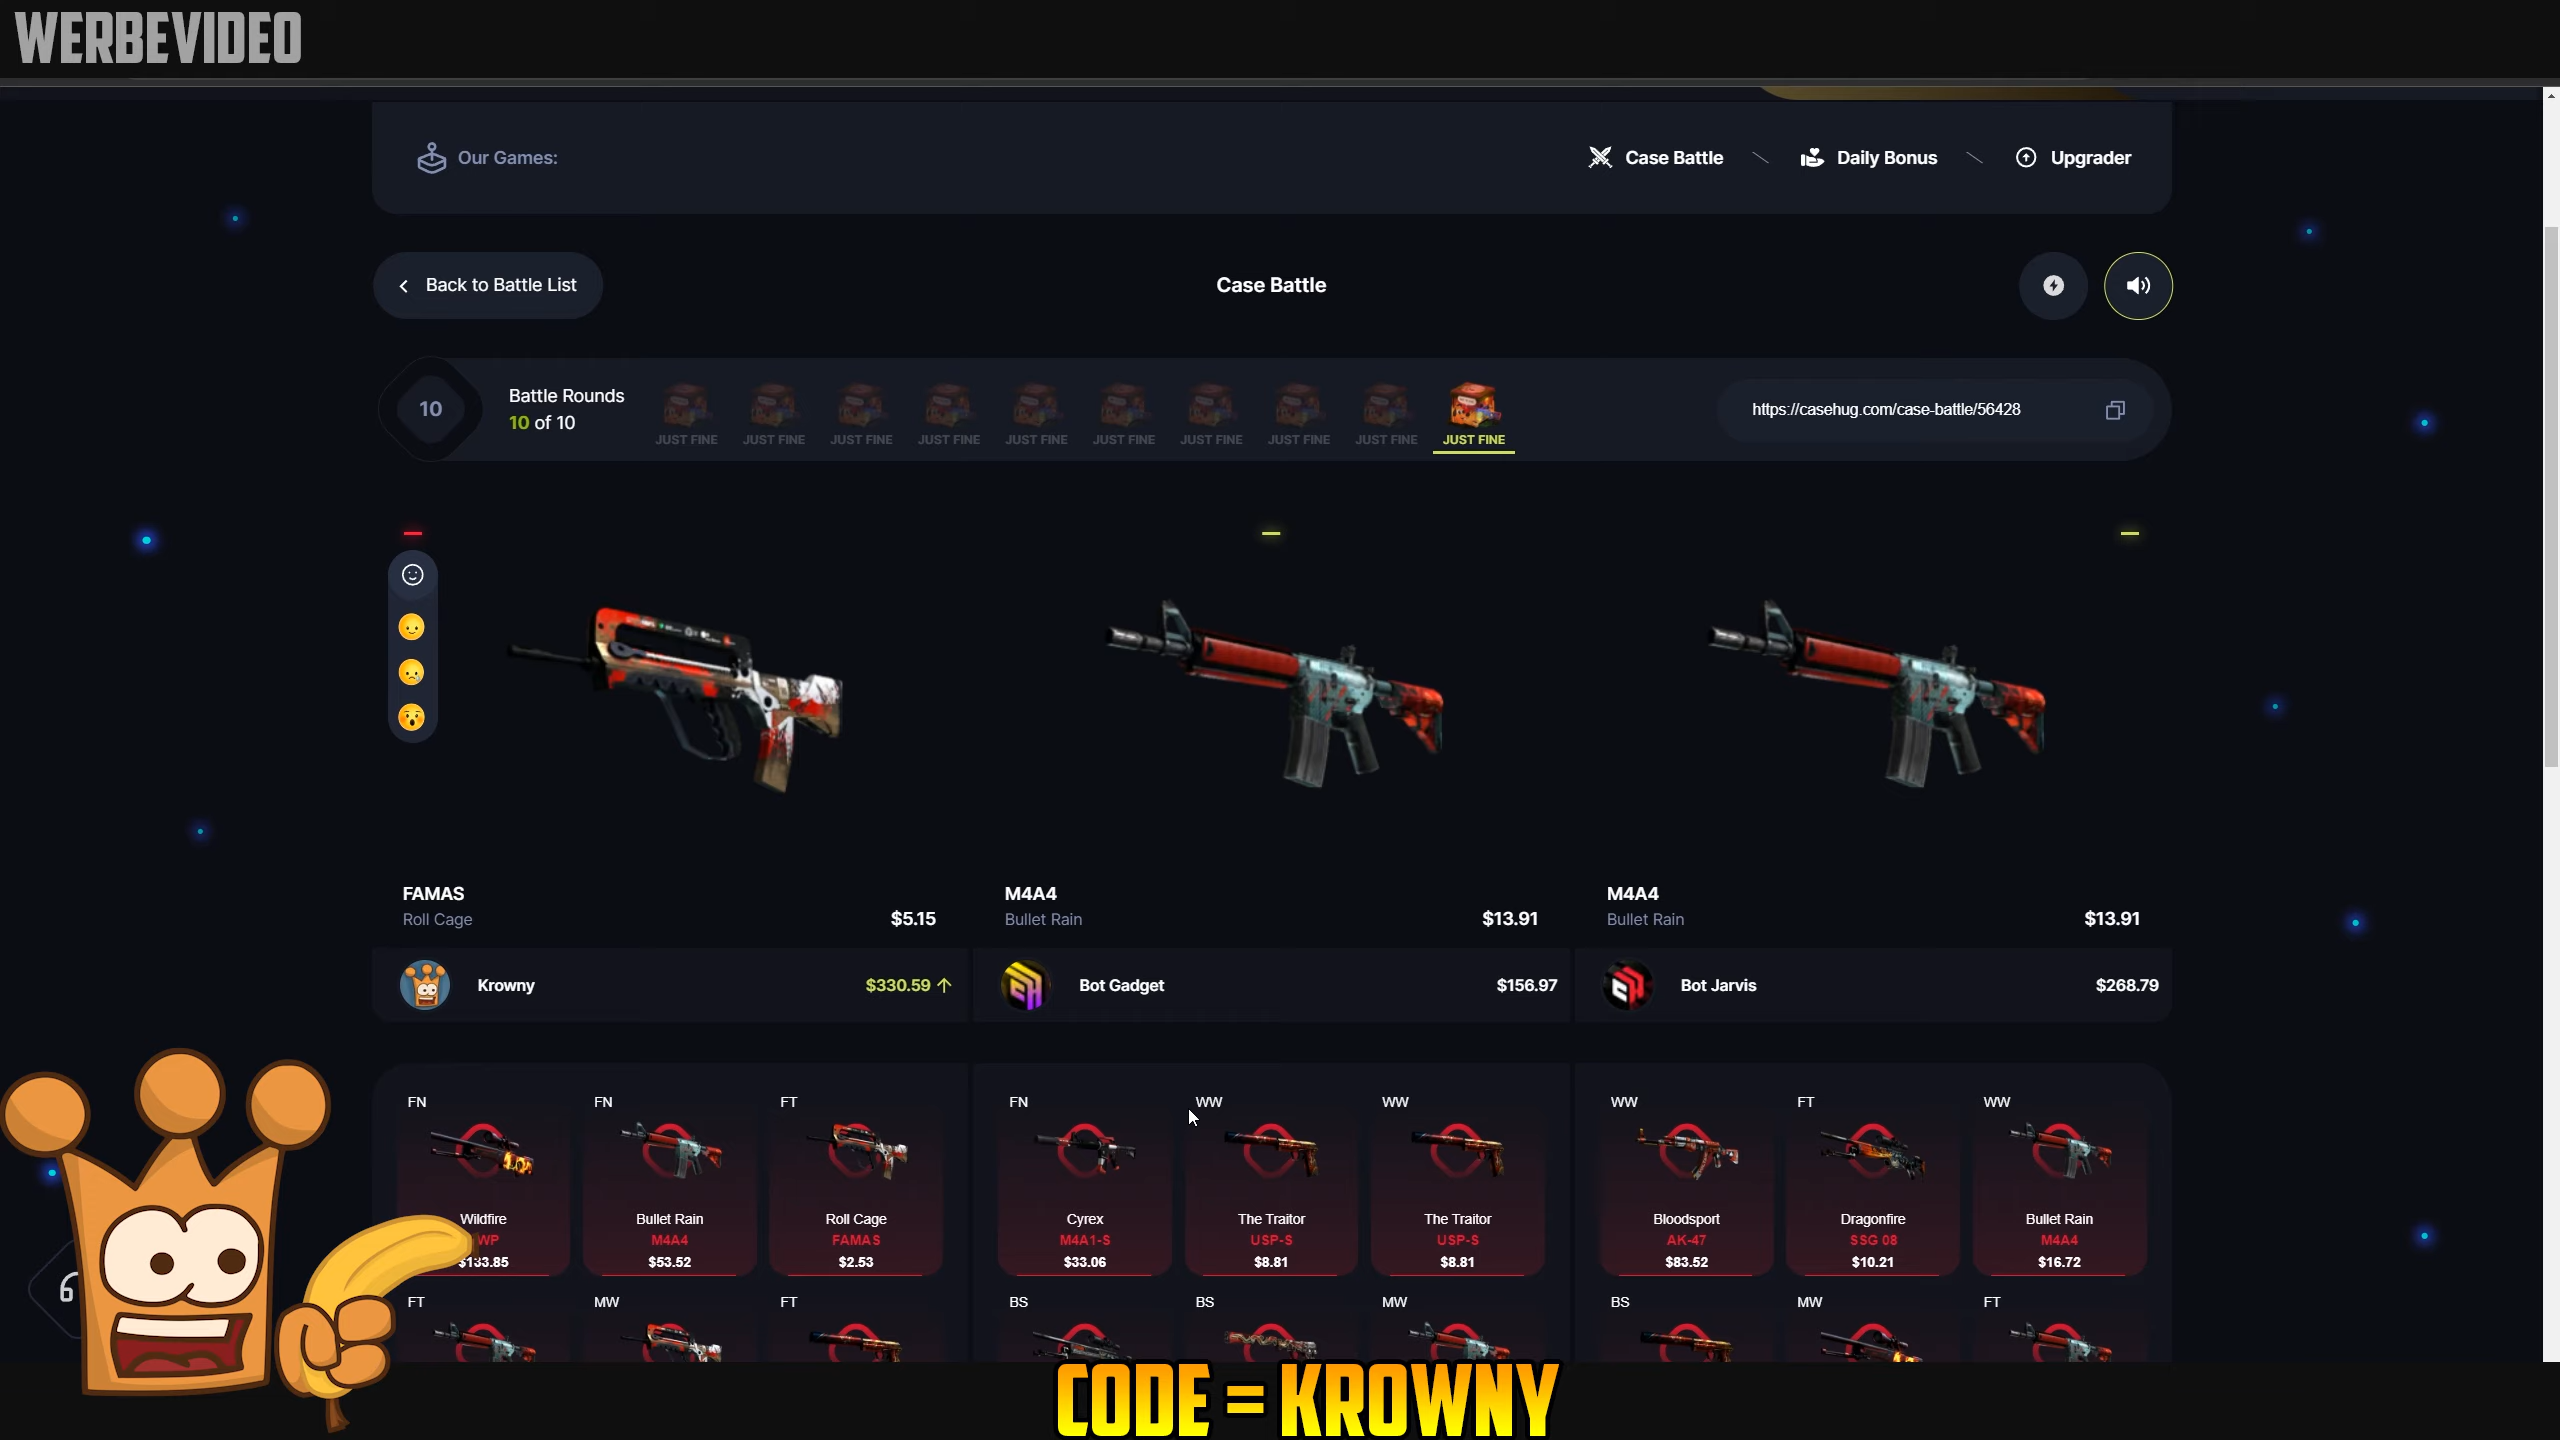 WERBEVIDEO
Our Games:
Case Battle
Daily Bonus
Upgrader
Back to Battle List
Case Battle
10
Battle Rounds
10 of 10
JUST FINE
JUST FINE
JUST FINE
JUST FINE
JUST FINE
JUST FINE
JUST FINE
JUST FINE
JUST FINE
JUST FINE
https://casehug.com/case-battle/56428
FAMAS
Roll Cage
$5.15
M4A4
Bullet Rain
$13.91
M4A4
Bullet Rain
$13.91
Krowny
$330.59
Bot Gadget
$156.97
Bot Jarvis
$268.79
FN
Wildfire
WP
$133.85
FN
Bullet Rain
M4A4
$53.52
FT
Roll Cage
FAMAS
$2.53
FN
Cyrex
M4A1-S
$33.06
WW
The Traitor
USP-S
$8.81
WW
The Traitor
USP-S
$8.81
WW
Bloodsport
AK-47
$83.52
FT
Dragonfire
SSG 08
$10.21
WW
Bullet Rain
M4A4
$16.72
FT
MW
FT
BS
BS
MW
BS
MW
FT
CODE = KROWNY